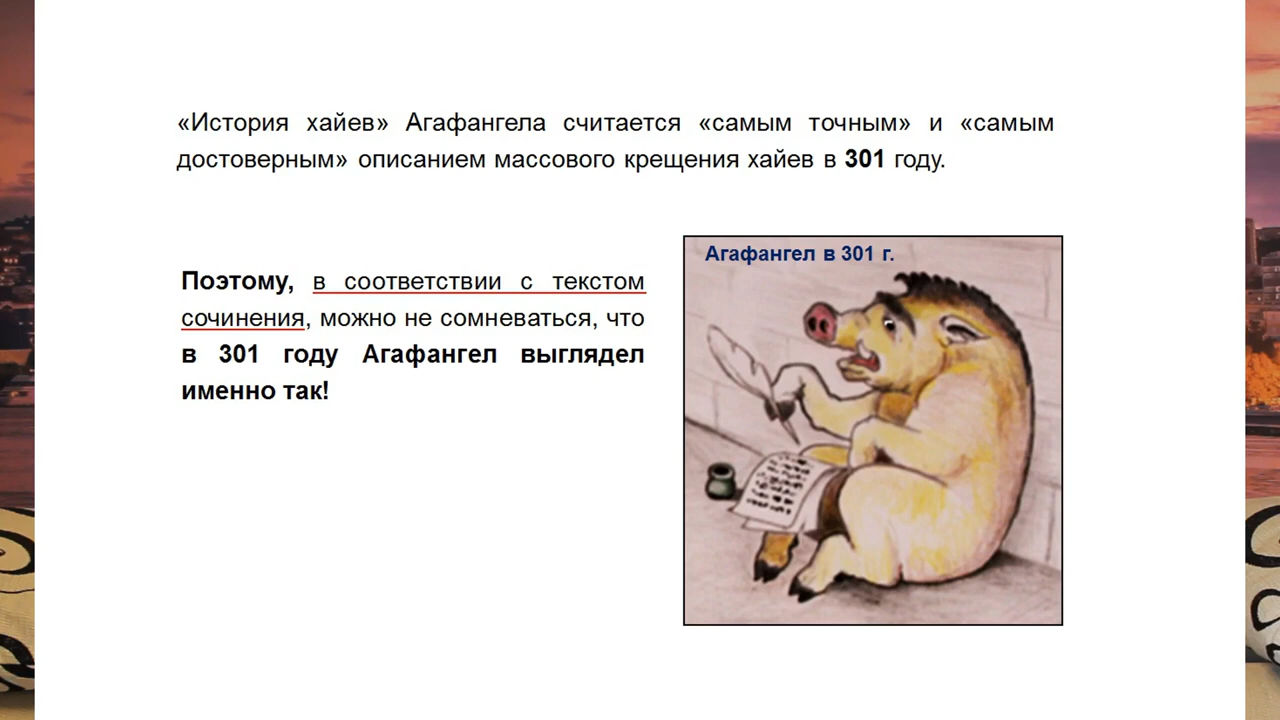 «История хайев» Агафангела считается «самым точным» и «самым
достоверным» описанием массового крещения хайев в 301 году.
Агафангел в 301 г.
Поэтому, в соответствии с текстом
сочинения, можно не сомневаться, что
в 301 году Агафангел выглядел
именно так!